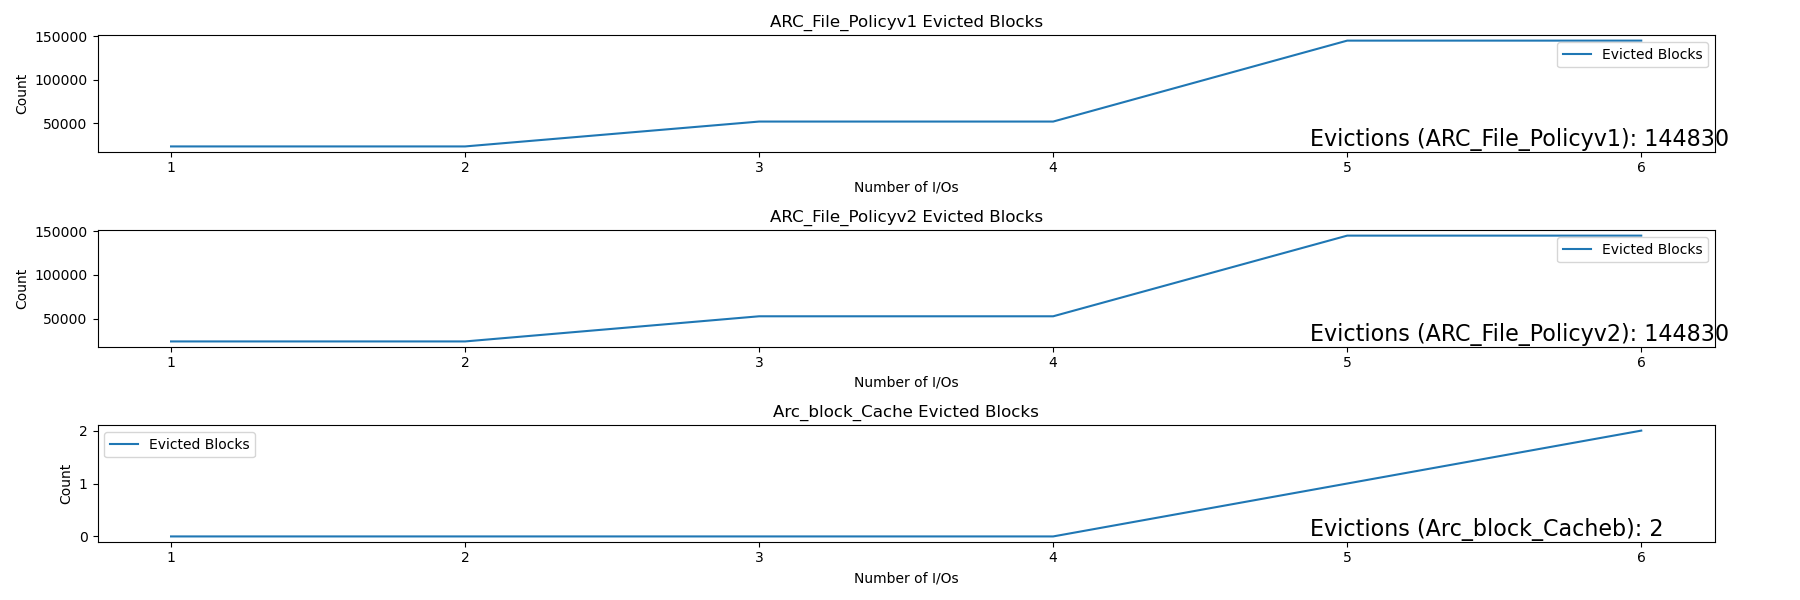 ARC_File_Policyv1 Evicted Blocks
150000
100000
50000
Count
Evicted Blocks
Evictions (ARC_File_Policyv1): 144830
1 2 3 4 5 6
Number of I/Os
ARC_File_Policyv2 Evicted Blocks
150000
100000
50000
Count
Evicted Blocks
Evictions (ARC_File_Policyv2): 144830
1 2 3 4 5 6
Number of I/Os
Arc_block_Cache Evicted Blocks
2
1
0
Count
Evicted Blocks
Evictions (Arc_block_Cacheb): 2
1 2 3 4 5 6
Number of I/Os